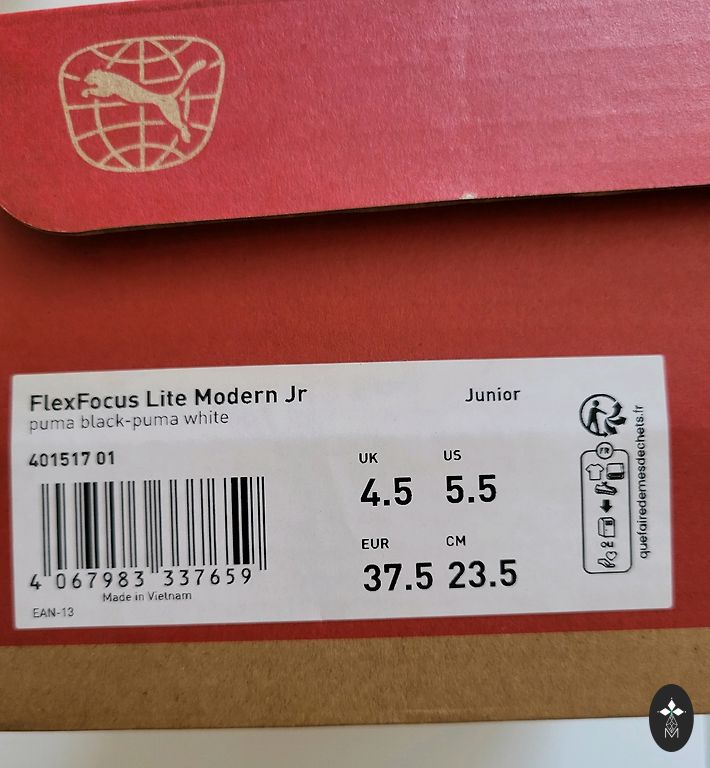 FlexFocus Lite Modern Jr
Junior
puma black-puma white
401517 01
UK US
4.5 5.5
EUR CM
37.5 23.5
4 067983 337659
Made in Vietnam
EAN-13
FR
quefairedemesdechets.fr
M